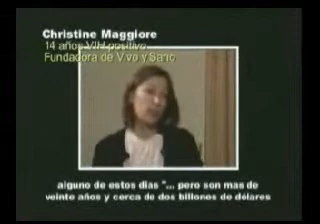 Christine Maggiore
14 años VIH positivo
Fundadora de Vivo y Sano
alguno de estos dias "... pero son mas de
veinte años y cerca de dos billones de dólares